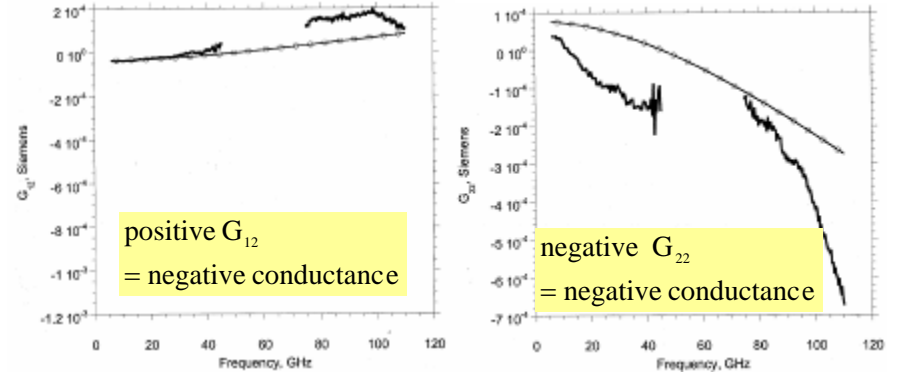 2 10⁻⁴
0 10⁰
-2 10⁻⁴
-4 10⁻⁴
-6 10⁻⁴
-8 10⁻⁴
-1 10⁻³
-1.2 10⁻³
G₁₂, Siemens
positive G₁₂
= negative conductance
0 20 40 60 80 100 120
Frequency, GHz
1 10⁻⁴
0 10⁰
-1 10⁻⁴
-2 10⁻⁴
-3 10⁻⁴
-4 10⁻⁴
-5 10⁻⁴
-6 10⁻⁴
-7 10⁻⁴
G₂₂, Siemens
negative G₂₂
= negative conductance
0 20 40 60 80 100 120
Frequency, GHz